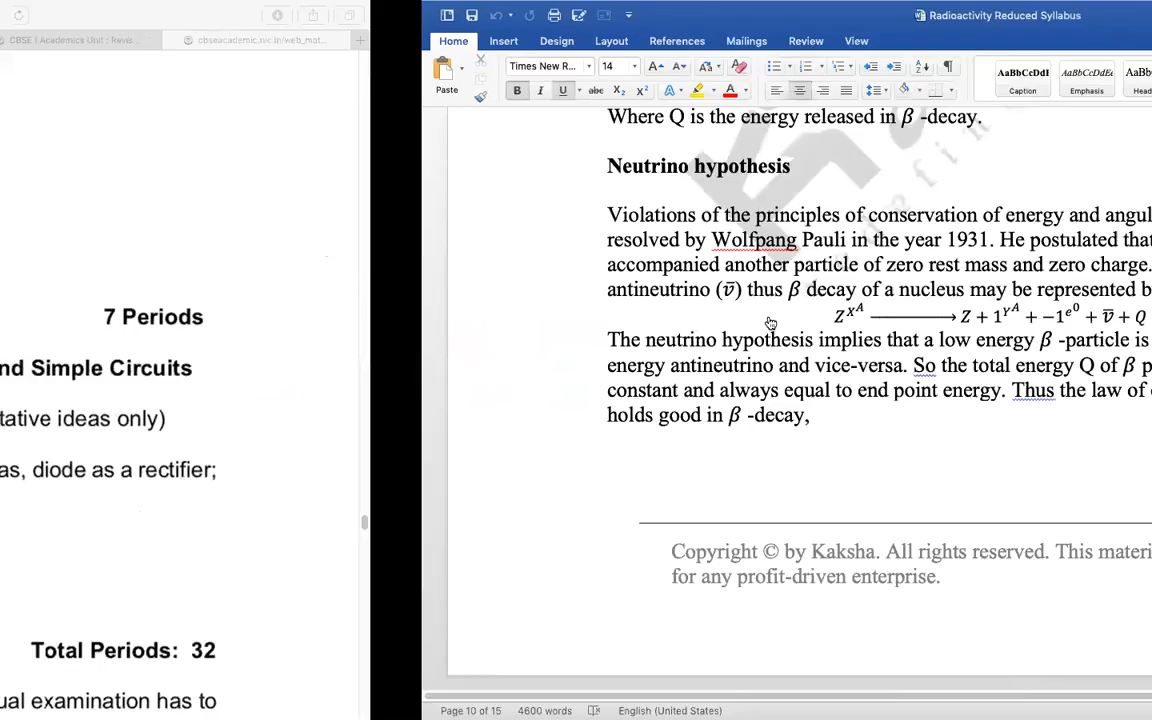 CBSE | Academics Unit : Revis
cbseacademic.nic.in/web_mat...
7 Periods
nd Simple Circuits
tative ideas only)
as, diode as a rectifier;
Total Periods: 32
ual examination has to
Radioactivity Reduced Syllabus
Home Insert Design Layout References Mailings Review View
Paste
Times New R... 14
AaBbCcDdI AaBbCcDdEe AaBb
Caption Emphasis Head
Where Q is the energy released in β -decay.
Neutrino hypothesis
Violations of the principles of conservation of energy and angul
resolved by Wolfpang Pauli in the year 1931. He postulated that
accompanied another particle of zero rest mass and zero charge.
antineutrino (v̅) thus β decay of a nucleus may be represented b
Z^{X^A} ⟶ Z + 1^{Y^A} + −1^{e^0} + v̅ + Q
The neutrino hypothesis implies that a low energy β -particle is
energy antineutrino and vice-versa. So the total energy Q of β p
constant and always equal to end point energy. Thus the law of
holds good in β -decay,
Copyright © by Kaksha. All rights reserved. This materi
for any profit-driven enterprise.
Page 10 of 15 4600 words English (United States)